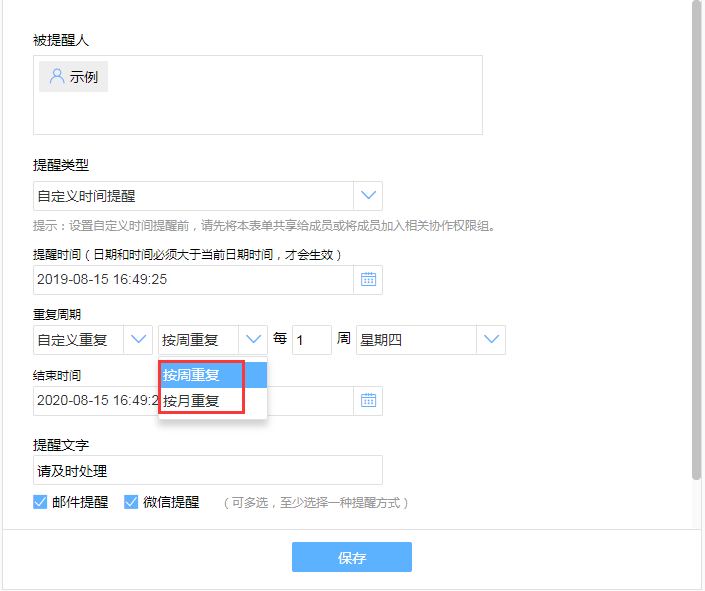 被提醒人
示例
提醒类型
自定义时间提醒
提示：设置自定义时间提醒前，请先将本表单共享给成员或将成员加入相关协作权限组。
提醒时间（日期和时间必须大于当前日期时间，才会生效）
2019-08-15 16:49:25
重复周期
自定义重复 按周重复 每 1 周 星期四
按周重复
结束时间
按月重复
2020-08-15 16:49:2
提醒文字
请及时处理
邮件提醒 微信提醒 （可多选，至少选择一种提醒方式）
保存